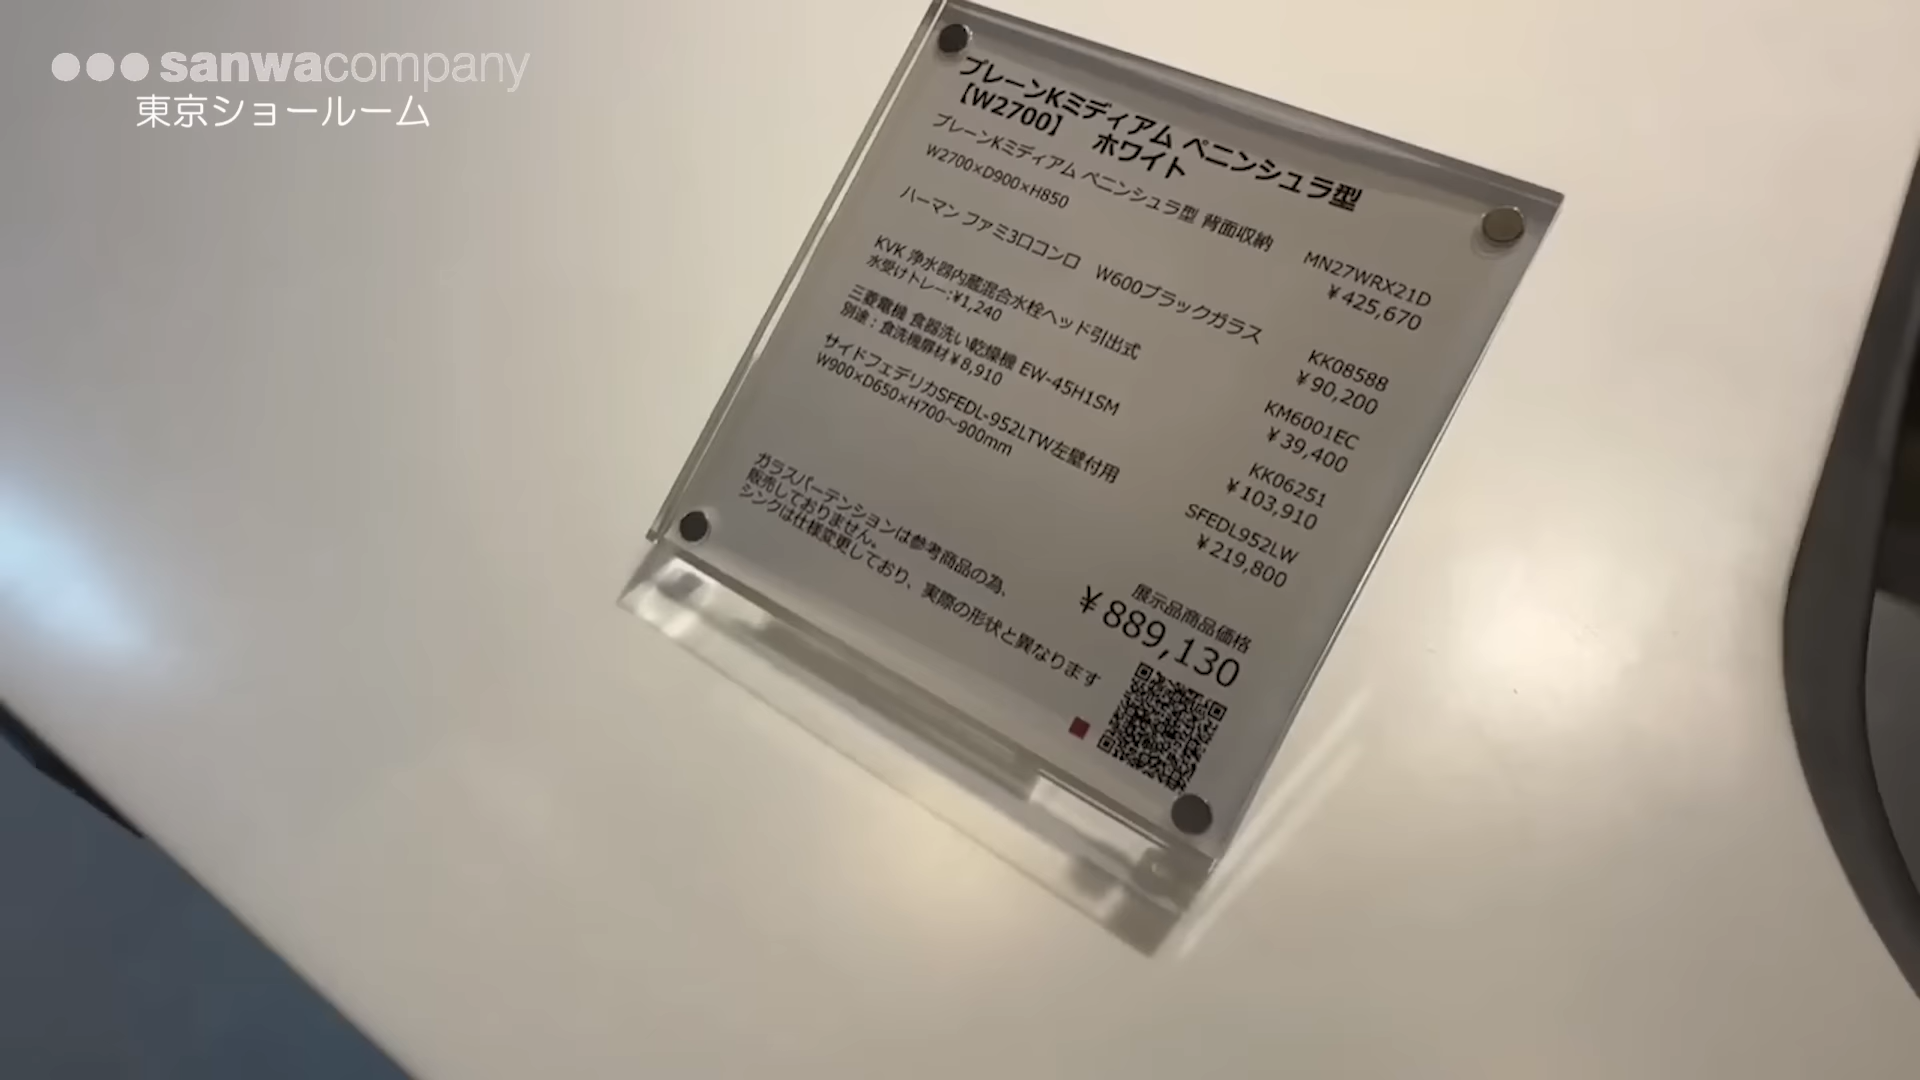 sanwacompany
東京ショールーム
プレーンKミディアム ペニンシュラ型
【W2700】 ホワイト
プレーンKミディアム ペニンシュラ型 背面収納 MN27WRX21D
W2700×D900×H850 ¥425,670
ハーマン ファミ3口コンロ W600ブラックガラス KK08588
¥90,200
KVK 浄水器内蔵混合水栓ヘッド引出式 KM6001EC
水受けトレー:¥1,240 ¥39,400
三菱電機 食器洗い乾燥機 EW-45H1SM KK06251
別途:食洗機扉材¥8,910 ¥103,910
サイドフェデリカSFEDL-952LTW左壁付用 SFEDL952LW
W900×D650×H700～900mm ¥219,800
展示品商品価格
¥889,130
ガラスパーテンションは参考商品の為、
販売しておりません。
シンクは仕様変更しており、実際の形状と異なります